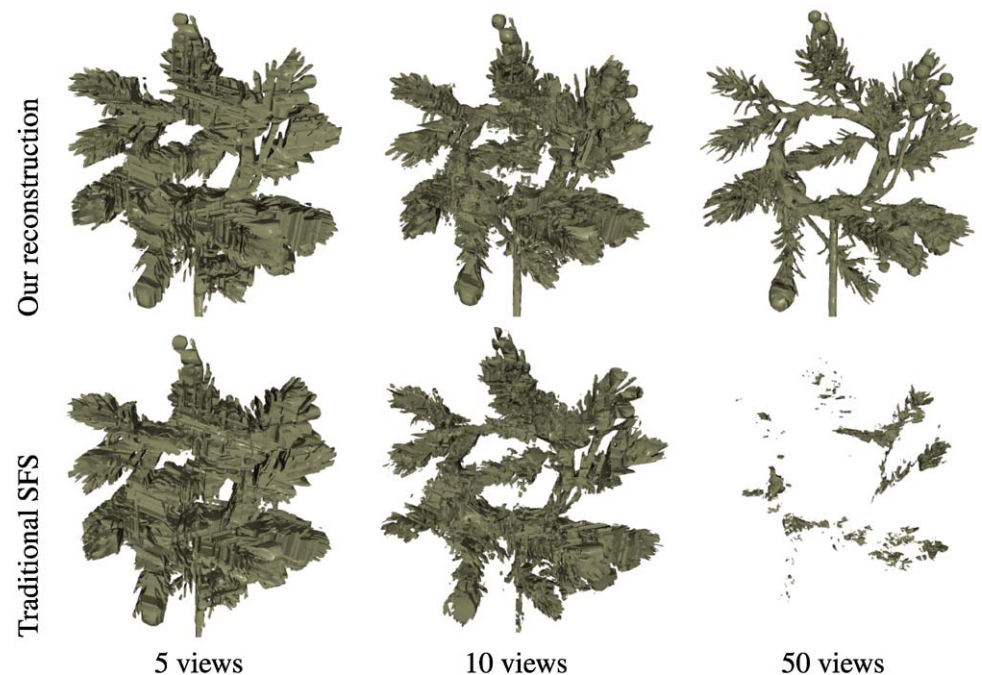 Our reconstruction
Traditional SFS
5 views
10 views
50 views